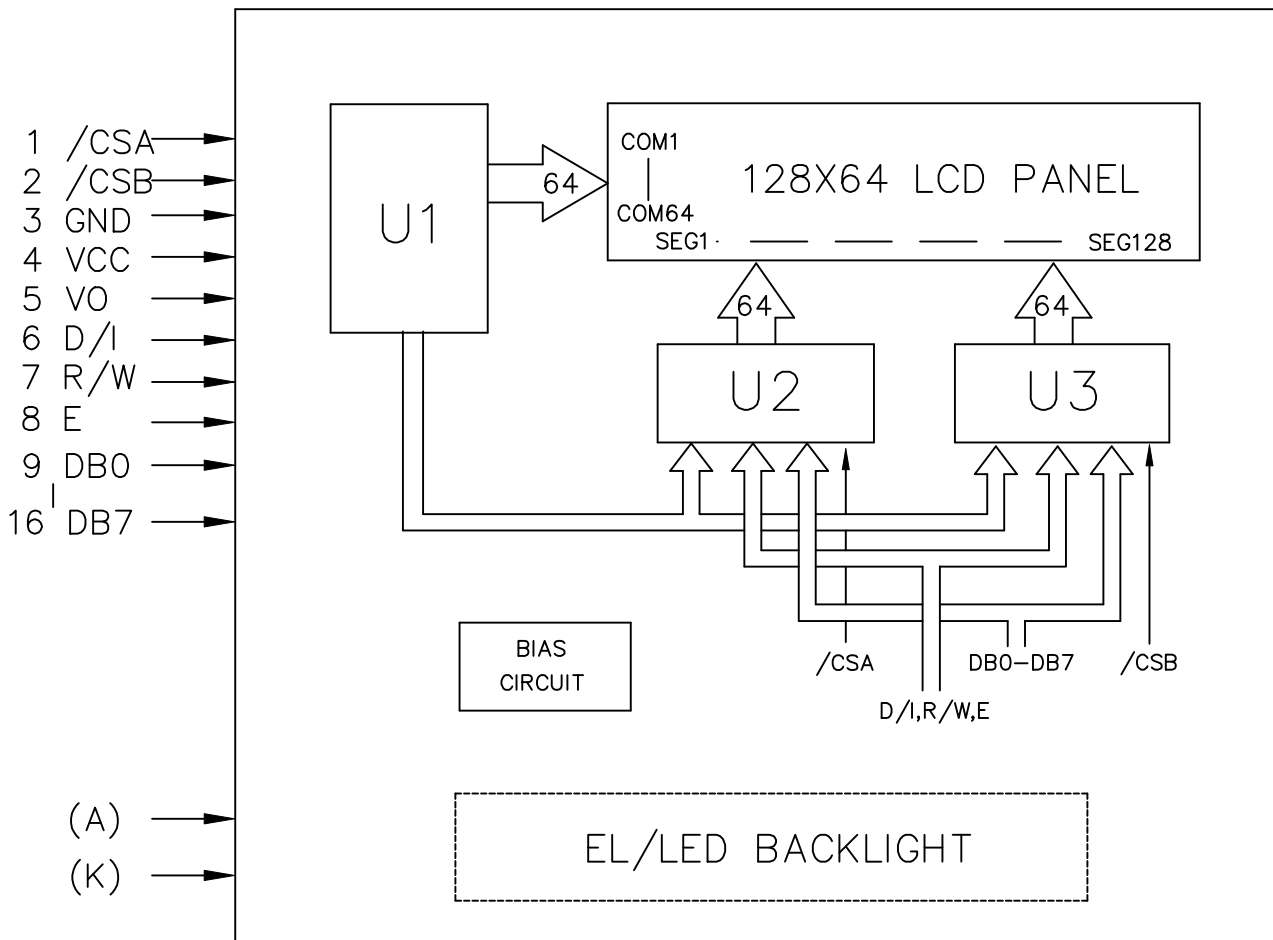 1 /CSA
2 /CSB
3 GND
4 VCC
5 VO
6 D/I
7 R/W
8 E
9 DB0
16 DB7
(A)
(K)
U1
64
COM1
COM64
128X64 LCD PANEL
SEG1
SEG128
64
64
U2
U3
BIAS
CIRCUIT
/CSA
DB0-DB7
/CSB
D/I,R/W,E
EL/LED BACKLIGHT